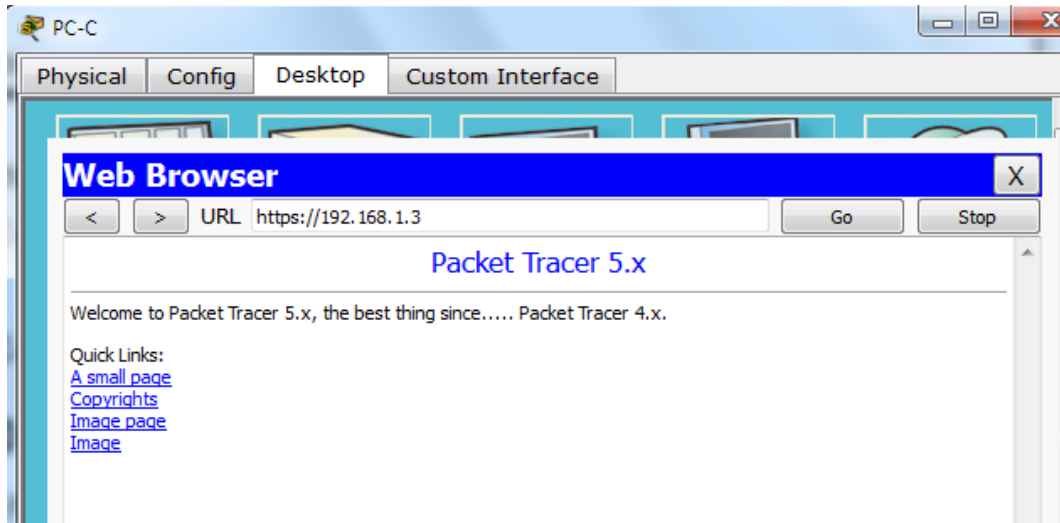 PC-C
X
Physical Config Desktop Custom Interface
Web Browser X
< > URL https://192.168.1.3 Go Stop
Packet Tracer 5.x
Welcome to Packet Tracer 5.x, the best thing since..... Packet Tracer 4.x.
Quick Links:
A small page
Copyrights
Image page
Image